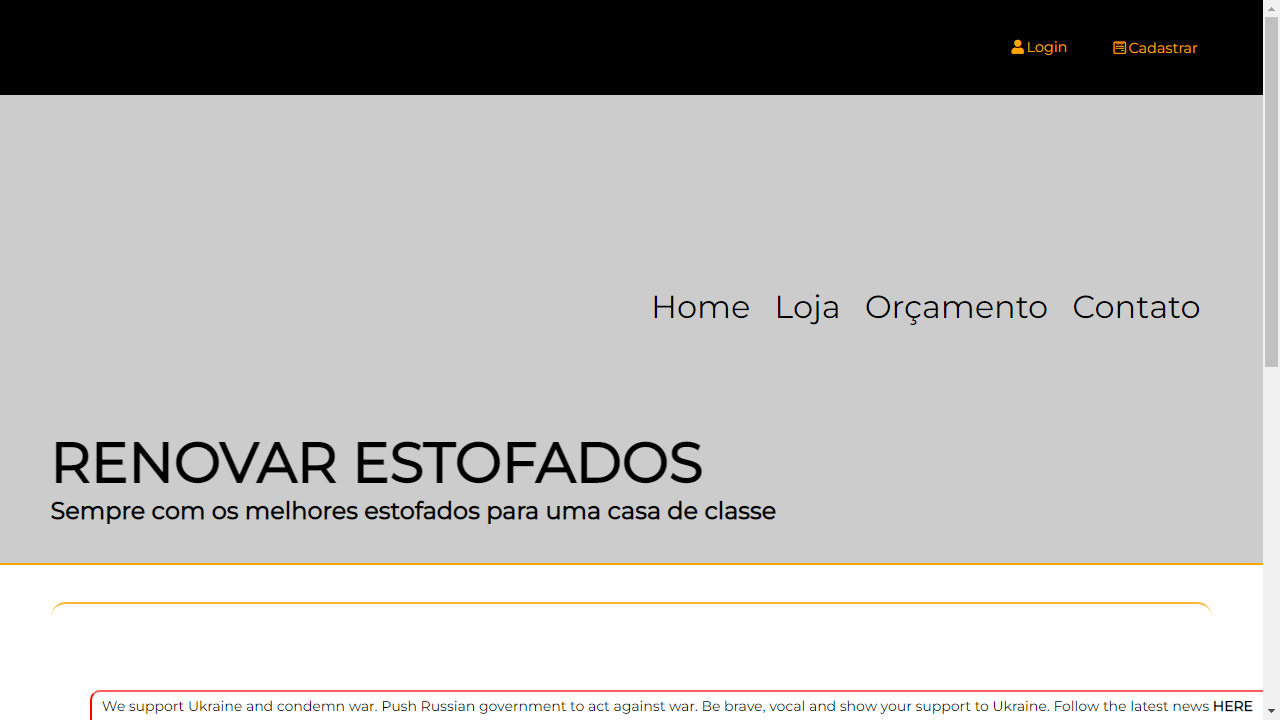 Login
Cadastrar
Home Loja Orçamento Contato
RENOVAR ESTOFADOS
Sempre com os melhores estofados para uma casa de classe
We support Ukraine and condemn war. Push Russian government to act against war. Be brave, vocal and show your support to Ukraine. Follow the latest news HERE